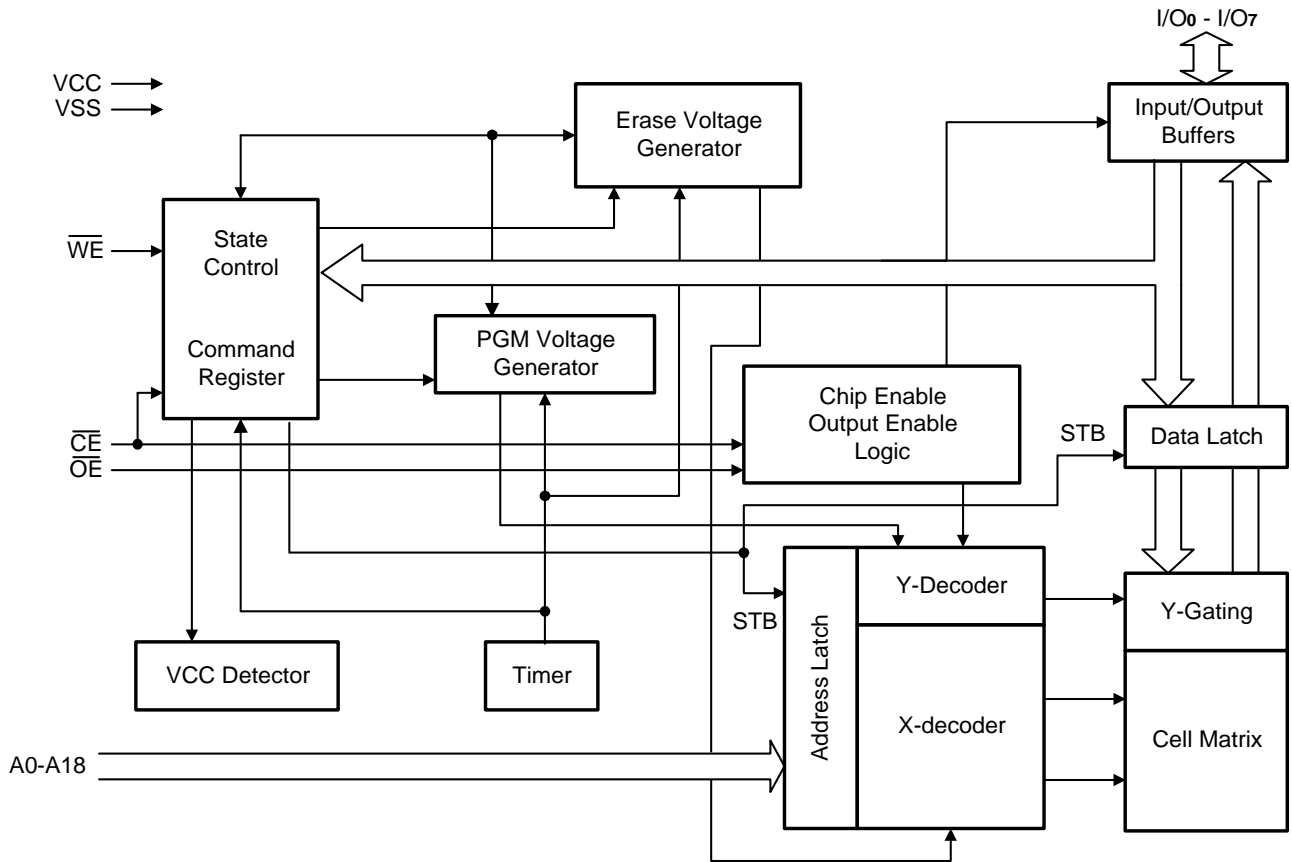 I/O0 - I/O7
VCC
VSS
Erase Voltage
Generator
Input/Output
Buffers
WE
State
Control
Command
Register
PGM Voltage
Generator
Chip Enable
Output Enable
Logic
CE
OE
STB
Data Latch
STB
Address Latch
Y-Decoder
Y-Gating
VCC Detector
Timer
X-decoder
Cell Matrix
A0-A18